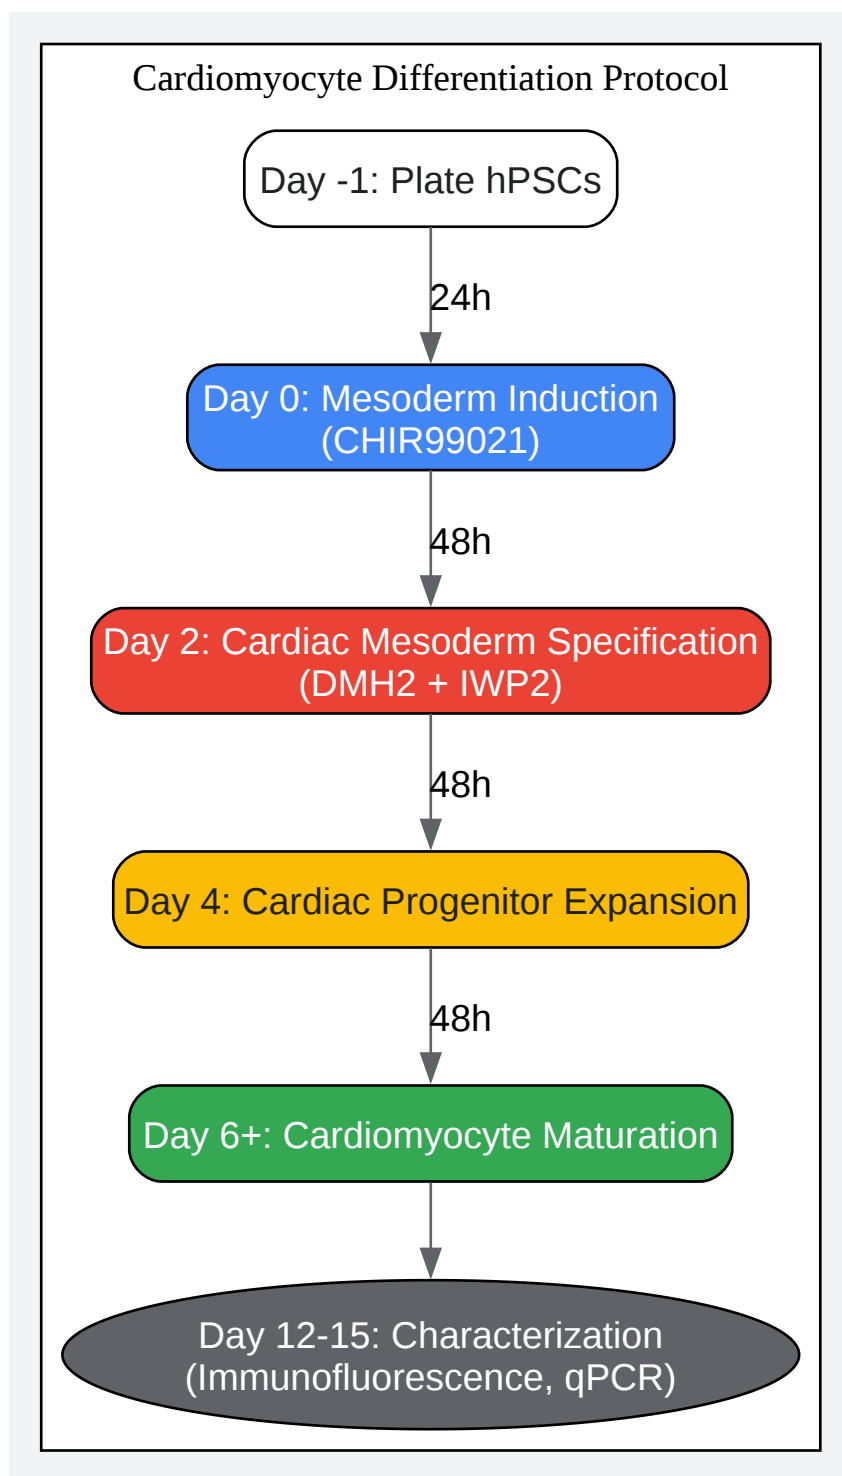 Cardiomyocyte Differentiation Protocol
Day -1: Plate hPSCs
24h
Day 0: Mesoderm Induction
(CHIR99021)
48h
Day 2: Cardiac Mesoderm Specification
(DMH2 + IWP2)
48h
Day 4: Cardiac Progenitor Expansion
48h
Day 6+: Cardiomyocyte Maturation
Day 12-15: Characterization
(Immunofluorescence, qPCR)